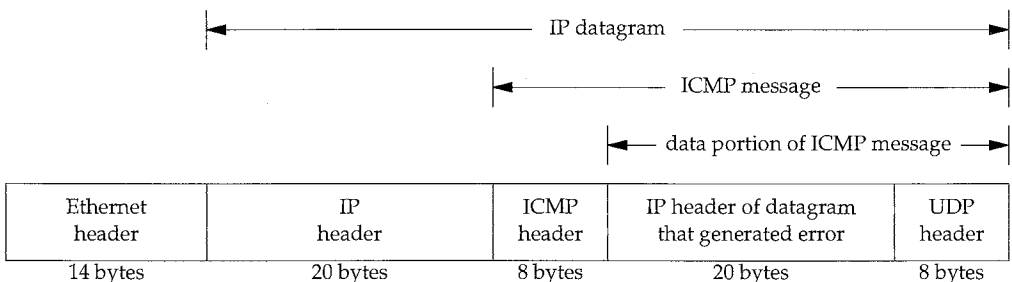 IP datagram
ICMP message
data portion of ICMP message
Ethernet header
IP header
ICMP header
IP header of datagram that generated error
UDP header
14 bytes
20 bytes
8 bytes
20 bytes
8 bytes